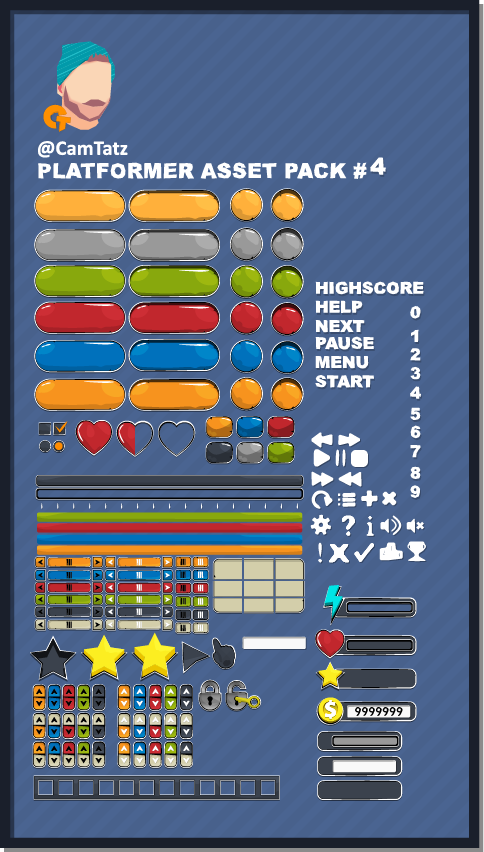 @CamTatz
PLATFORMER ASSET PACK #4
HIGHSCORE
HELP
NEXT
PAUSE
MENU
START
0
1
2
3
4
5
6
7
8
9
9999999